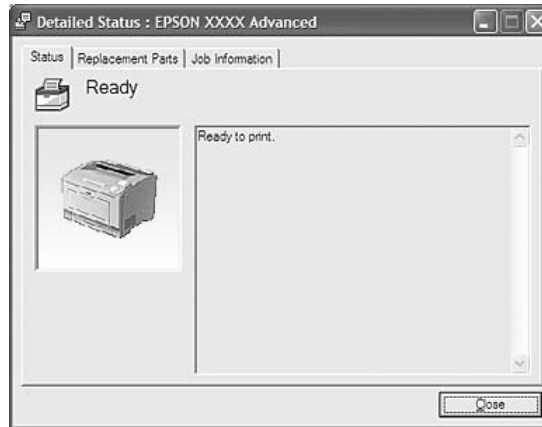 Detailed Status : EPSON XXXX Advanced
Status Replacement Parts Job Information
Ready
Ready to print.
Close